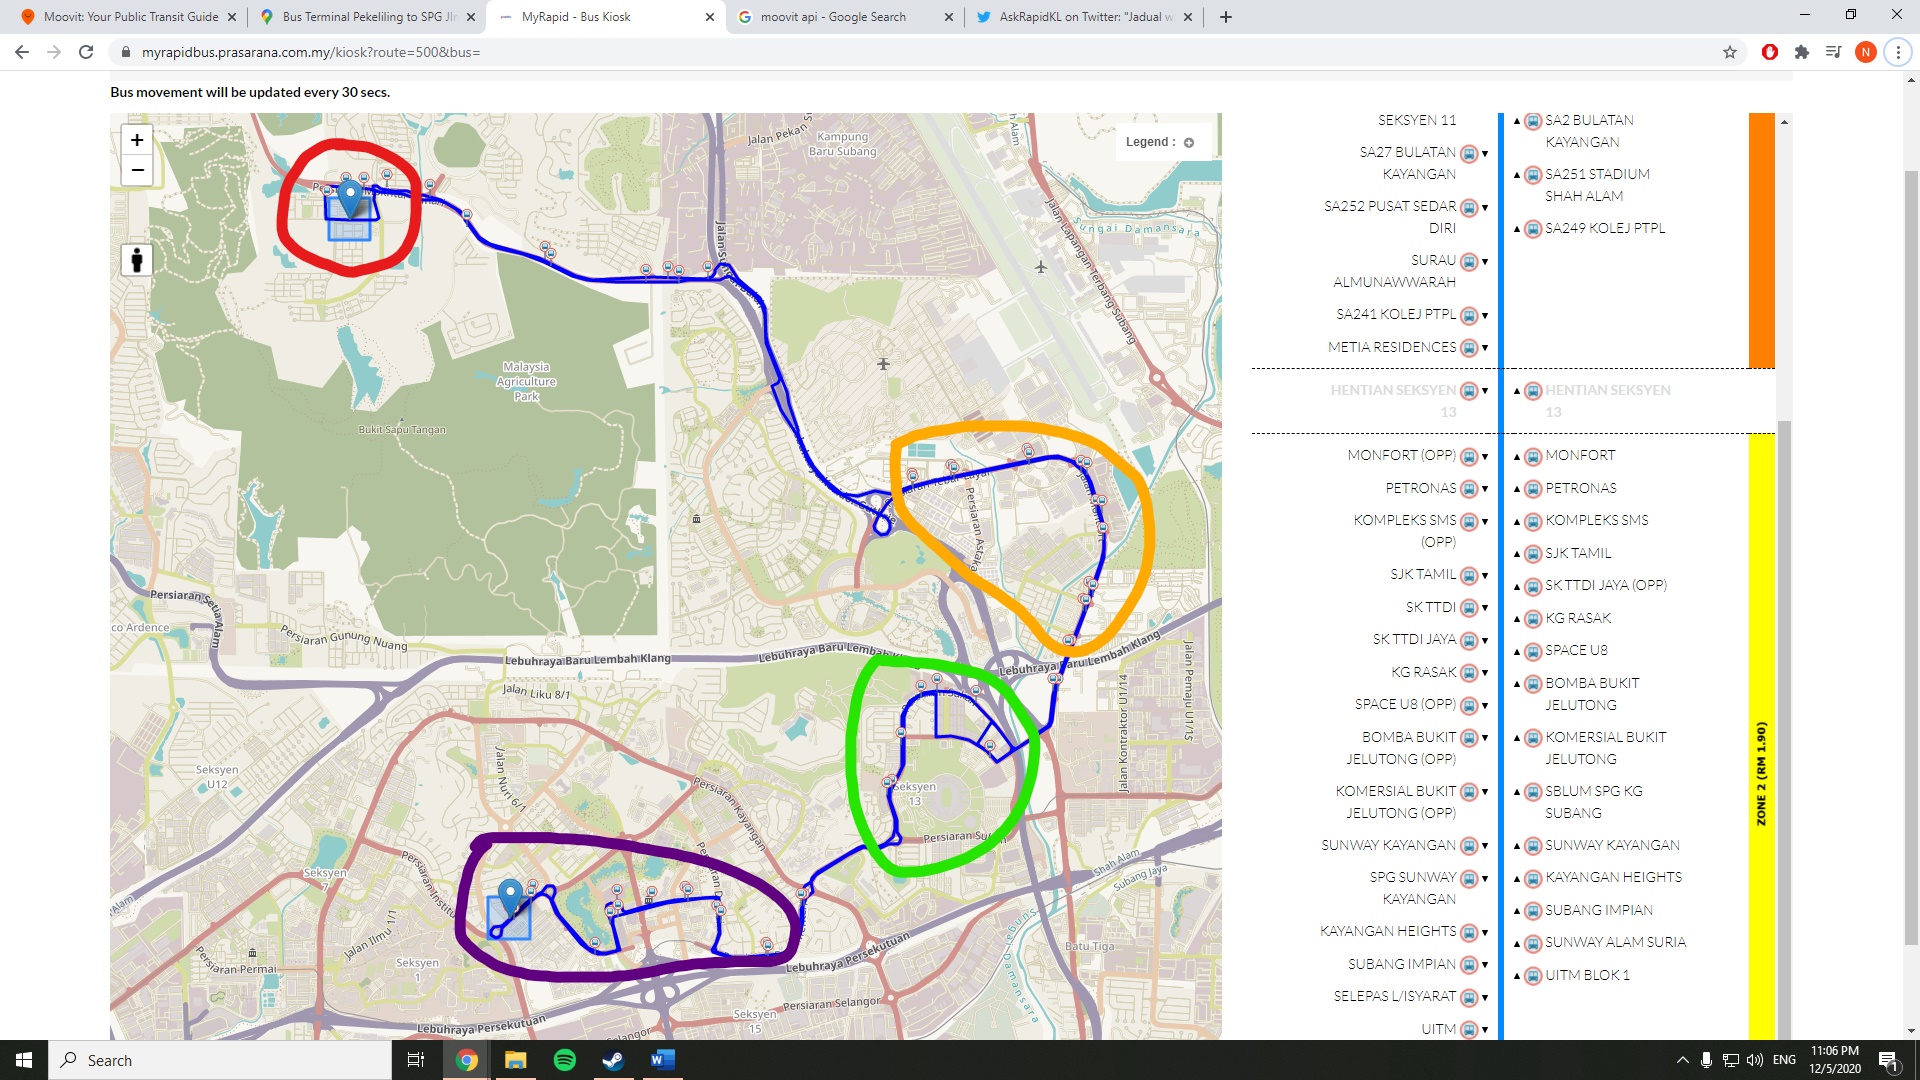 Moovit: Your Public Transit Guide
Bus Terminal Pekeliling to SPG Jln
MyRapid - Bus Kiosk
moovit api - Google Search
AskRapidKL on Twitter: "Jadual w
myrapidbus.prasarana.com.my/kiosk?route=500&bus=
N
Bus movement will be updated every 30 secs.
+
−
Legend :
Jalan Pekan S
Kampung
Baru Subang
Jalan Lapangan Terbang Subang
Sungai Damansara
Malaysia
Agriculture
Park
Bukit Sapu Tangan
Persiaran Astaka
Persiaran Setia Alam
co Ardence
Persiaran Gunung Nuang
Lebuhraya Baru Lembah Klang
Lebuhraya Baru Lembah Klang
Lebuhraya Baru Lembah Klang
Jalan Liku 8/1
Jalan Nuri 6/1
Persiaran Kayangan
Jalan Kontraktor U1/14
Jalan Pemaju U1/15
Seksyen
U12
Seksyen
13
Persiaran Su
Seksyen
7
Persiaran Institu
Jalan Ilmu 1/1
Persiaran Permai
Seksyen
1
Shah Alam
Subang Jaya
Batu Tiga
Lebuhraya Persekutuan
Persiaran Selangor
Seksyen
15
Lebuhraya Persekutuan
SEKSYEN 11
SA27 BULATAN
KAYANGAN
SA252 PUSAT SEDAR
DIRI
SURAU
ALMUNAWWARAH
SA241 KOLEJ PTPL
METIA RESIDENCES
HENTIAN SEKSYEN
13
MONFORT (OPP)
PETRONAS
KOMPLEKS SMS
(OPP)
SJK TAMIL
SK TTDI
SK TTDI JAYA
KG RASAK
SPACE U8 (OPP)
BOMBA BUKIT
JELUTONG (OPP)
KOMERSIAL BUKIT
JELUTONG (OPP)
SUNWAY KAYANGAN
SPG SUNWAY
KAYANGAN
KAYANGAN HEIGHTS
SUBANG IMPIAN
SELEPAS L/ISYARAT
UITM
SA2 BULATAN
KAYANGAN
SA251 STADIUM
SHAH ALAM
SA249 KOLEJ PTPL
HENTIAN SEKSYEN
13
MONFORT
PETRONAS
KOMPLEKS SMS
SJK TAMIL
SK TTDI JAYA (OPP)
KG RASAK
SPACE U8
BOMBA BUKIT
JELUTONG
KOMERSIAL BUKIT
JELUTONG
SBLUM SPG KG
SUBANG
SUNWAY KAYANGAN
KAYANGAN HEIGHTS
SUBANG IMPIAN
SUNWAY ALAM SURIA
UITM BLOK 1
ZONE 2 (RM 1.90)
Search
ENG
11:06 PM
12/5/2020
1